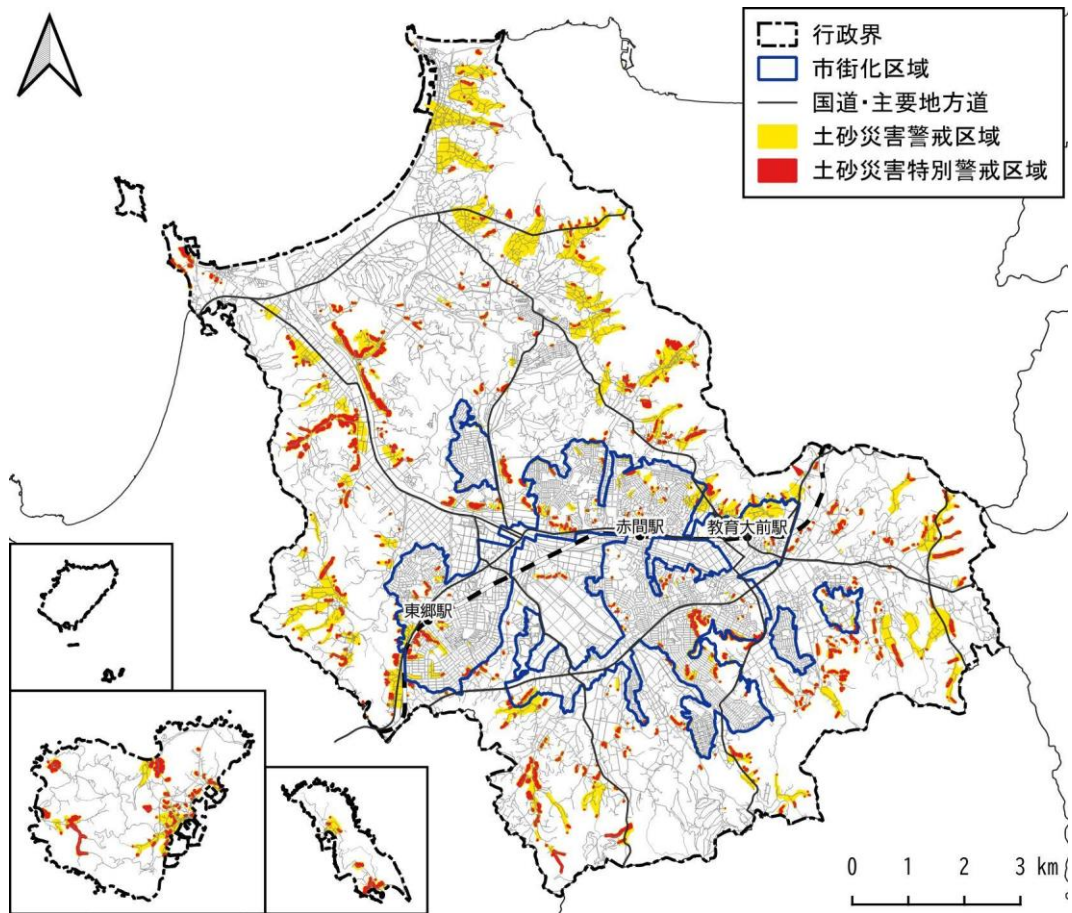 行政界
市街化区域
国道・主要地方道
土砂災害警戒区域
土砂災害特別警戒区域
赤間駅
教育大前駅
東郷駅
0 1 2 3 km